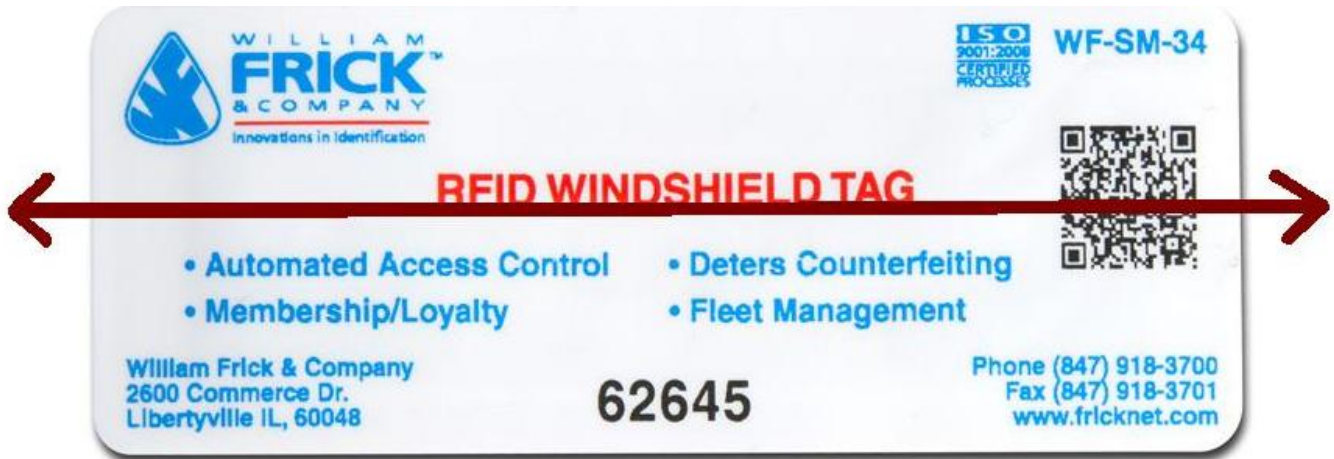 WILLIAM
FRICK™
& COMPANY
Innovations in Identification
ISO
9001:2008
CERTIFIED
PROCESSES
WF-SM-34
RFID WINDSHIELD TAG
• Automated Access Control
• Deters Counterfeiting
• Membership/Loyalty
• Fleet Management
William Frick & Company
2600 Commerce Dr.
Libertyville IL, 60048
62645
Phone (847) 918-3700
Fax (847) 918-3701
www.fricknet.com